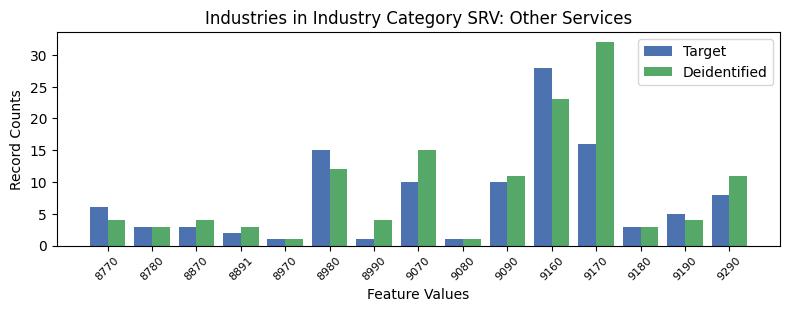 Industries in Industry Category SRV: Other Services
Target
Deidentified
Record Counts
30
25
20
15
10
5
0
8770 8780 8870 8891 8970 8980 8990 9070 9080 9090 9160 9170 9180 9190 9290
Feature Values